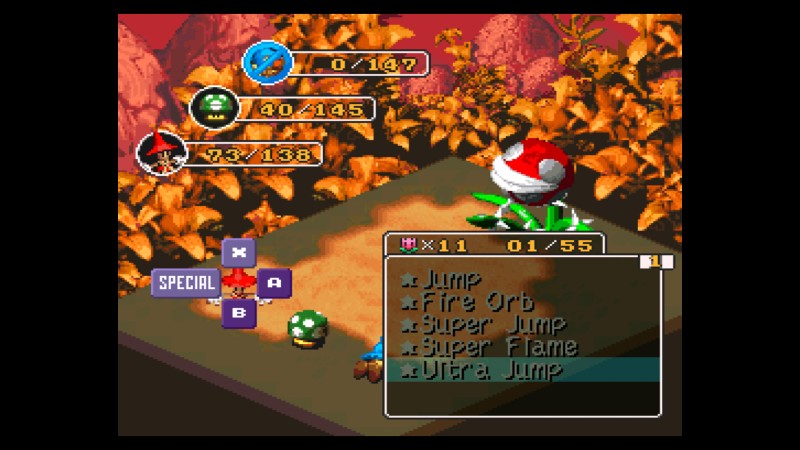 0/147
40/145
73/138
X
SPECIAL
A
B
×11 01/55
1
Jump
Fire Orb
Super Jump
Super Flame
Ultra Jump